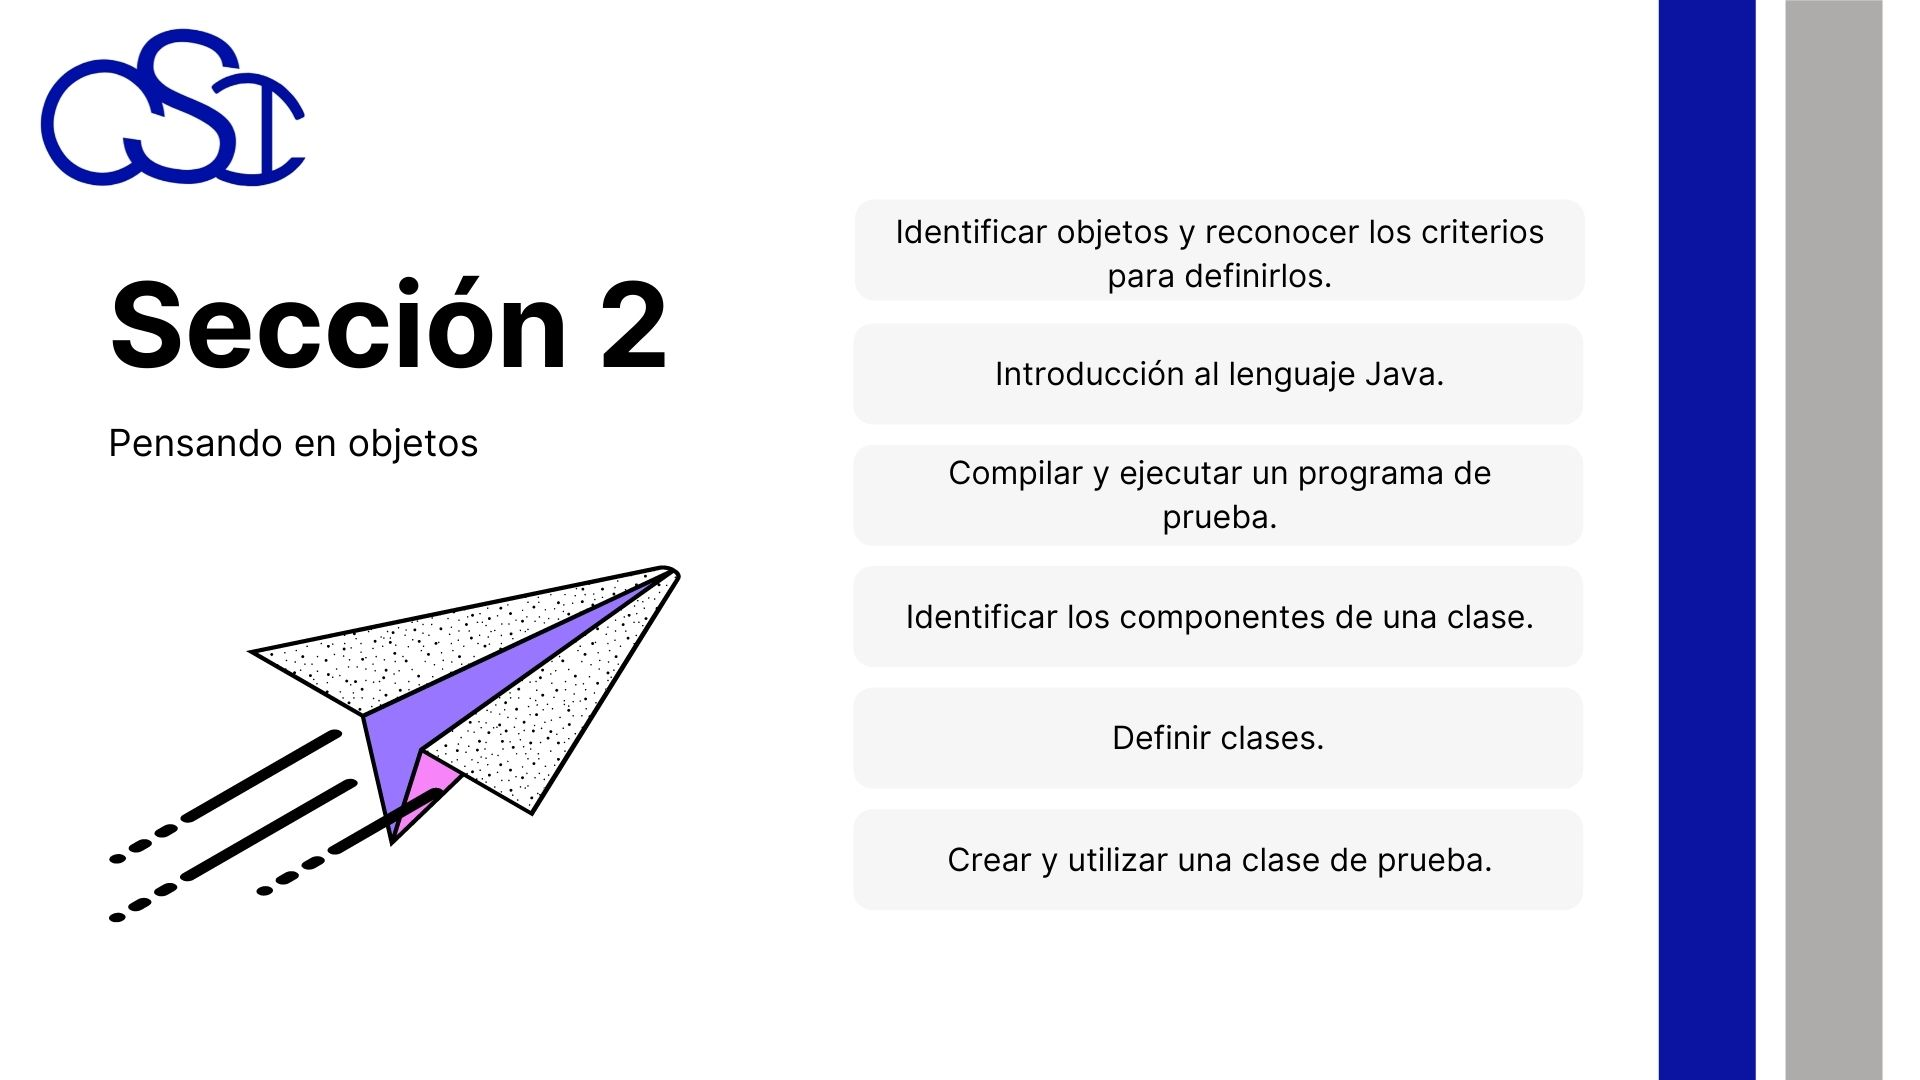 CSI
Sección 2
Pensando en objetos
Identificar objetos y reconocer los criterios
para definirlos.
Introducción al lenguaje Java.
Compilar y ejecutar un programa de
prueba.
Identificar los componentes de una clase.
Definir clases.
Crear y utilizar una clase de prueba.